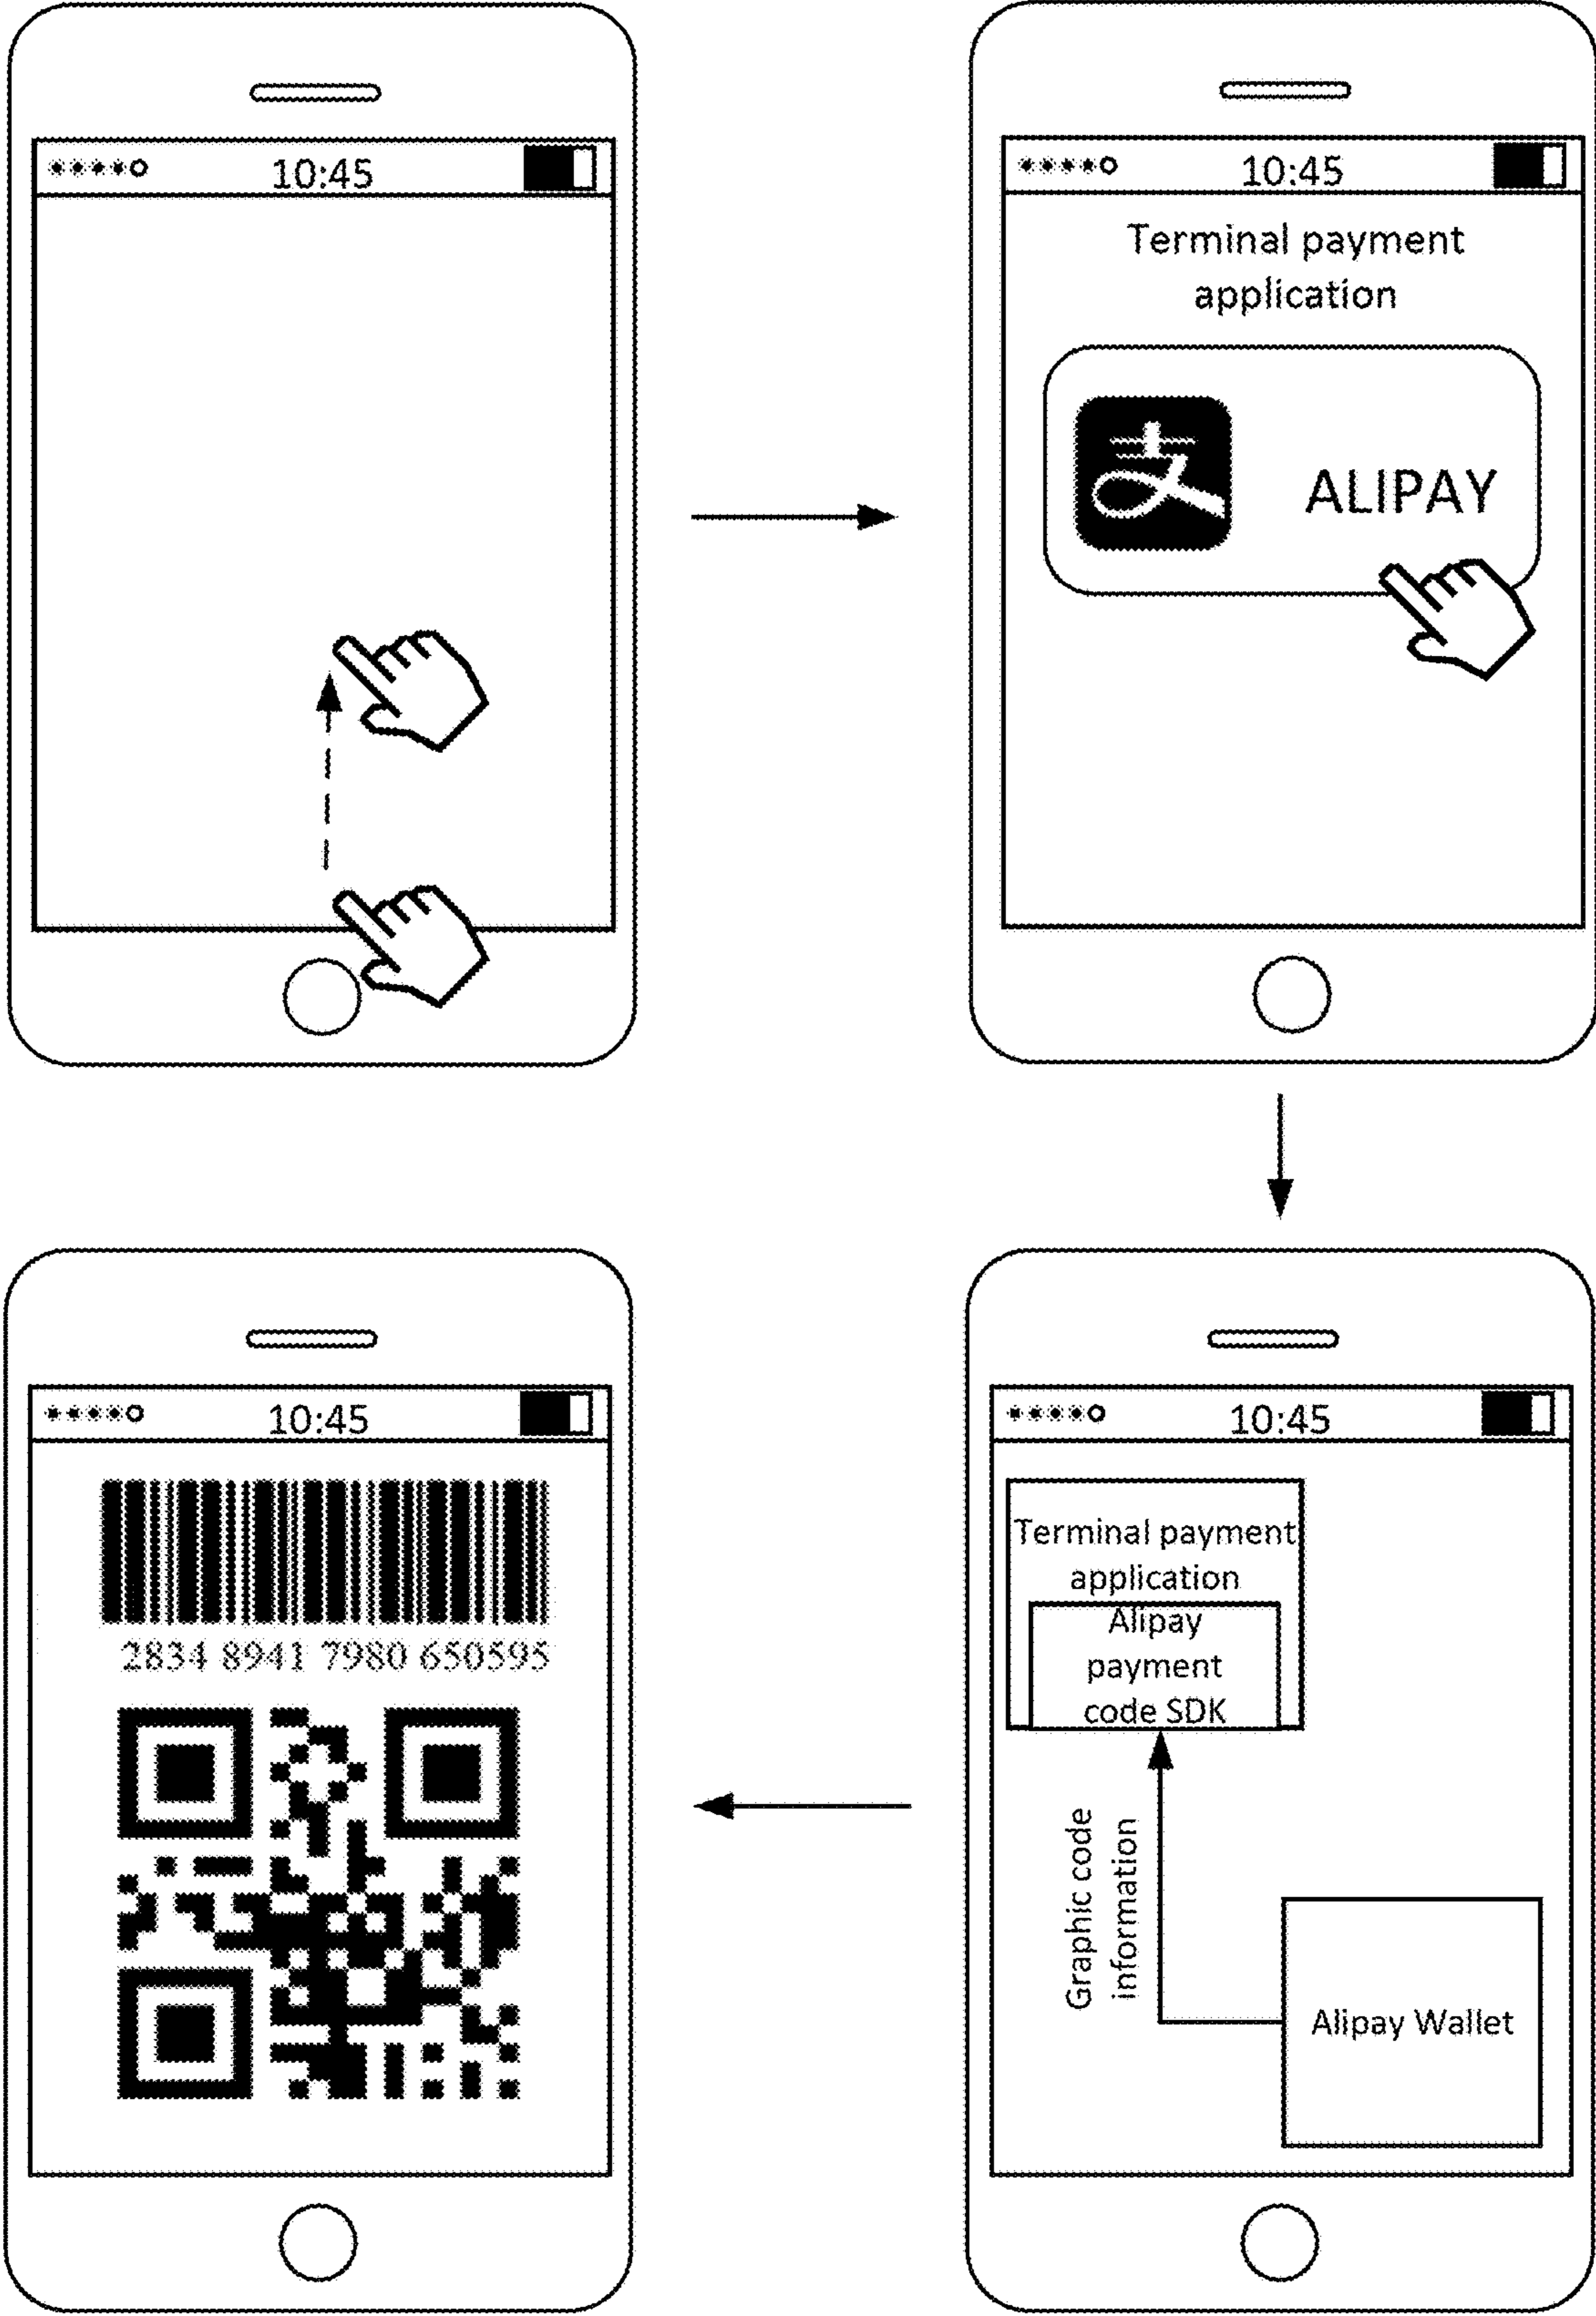 10:45
10:45
Terminal payment
application
支
ALIPAY
10:45
2834 8941 7980 650595
10:45
Terminal payment
application
Alipay
payment
code SDK
Graphic code
information
Alipay Wallet